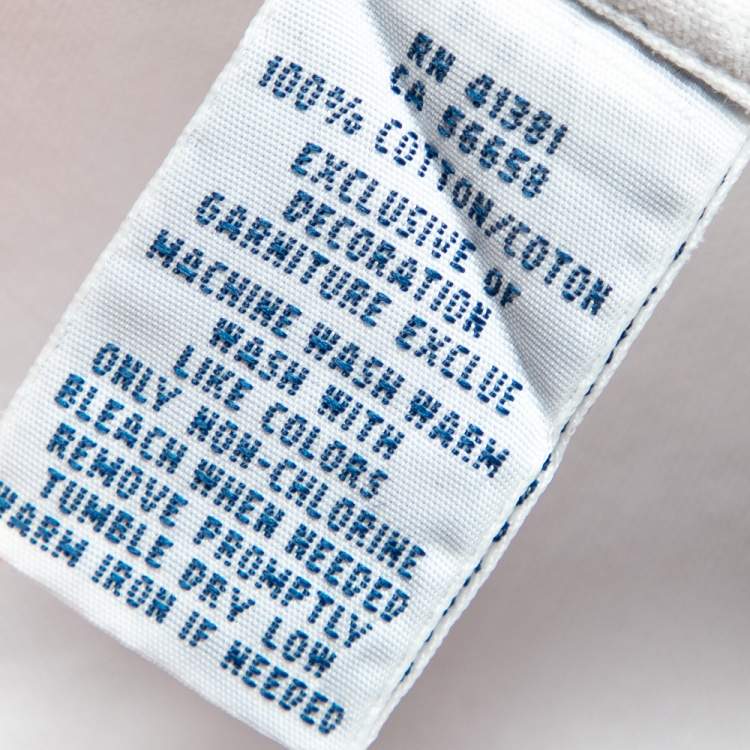 RN 41381
CA 56658
100% COTTON/COTON
EXCLUSIVE OF
DECORATION
GARNITURE EXCLUE
MACHINE WASH WARM
WASH WITH
LIKE COLORS
ONLY NON-CHLORINE
BLEACH WHEN NEEDED
REMOVE PROMPTLY
TUMBLE DRY LOW
WARM IRON IF NEEDED